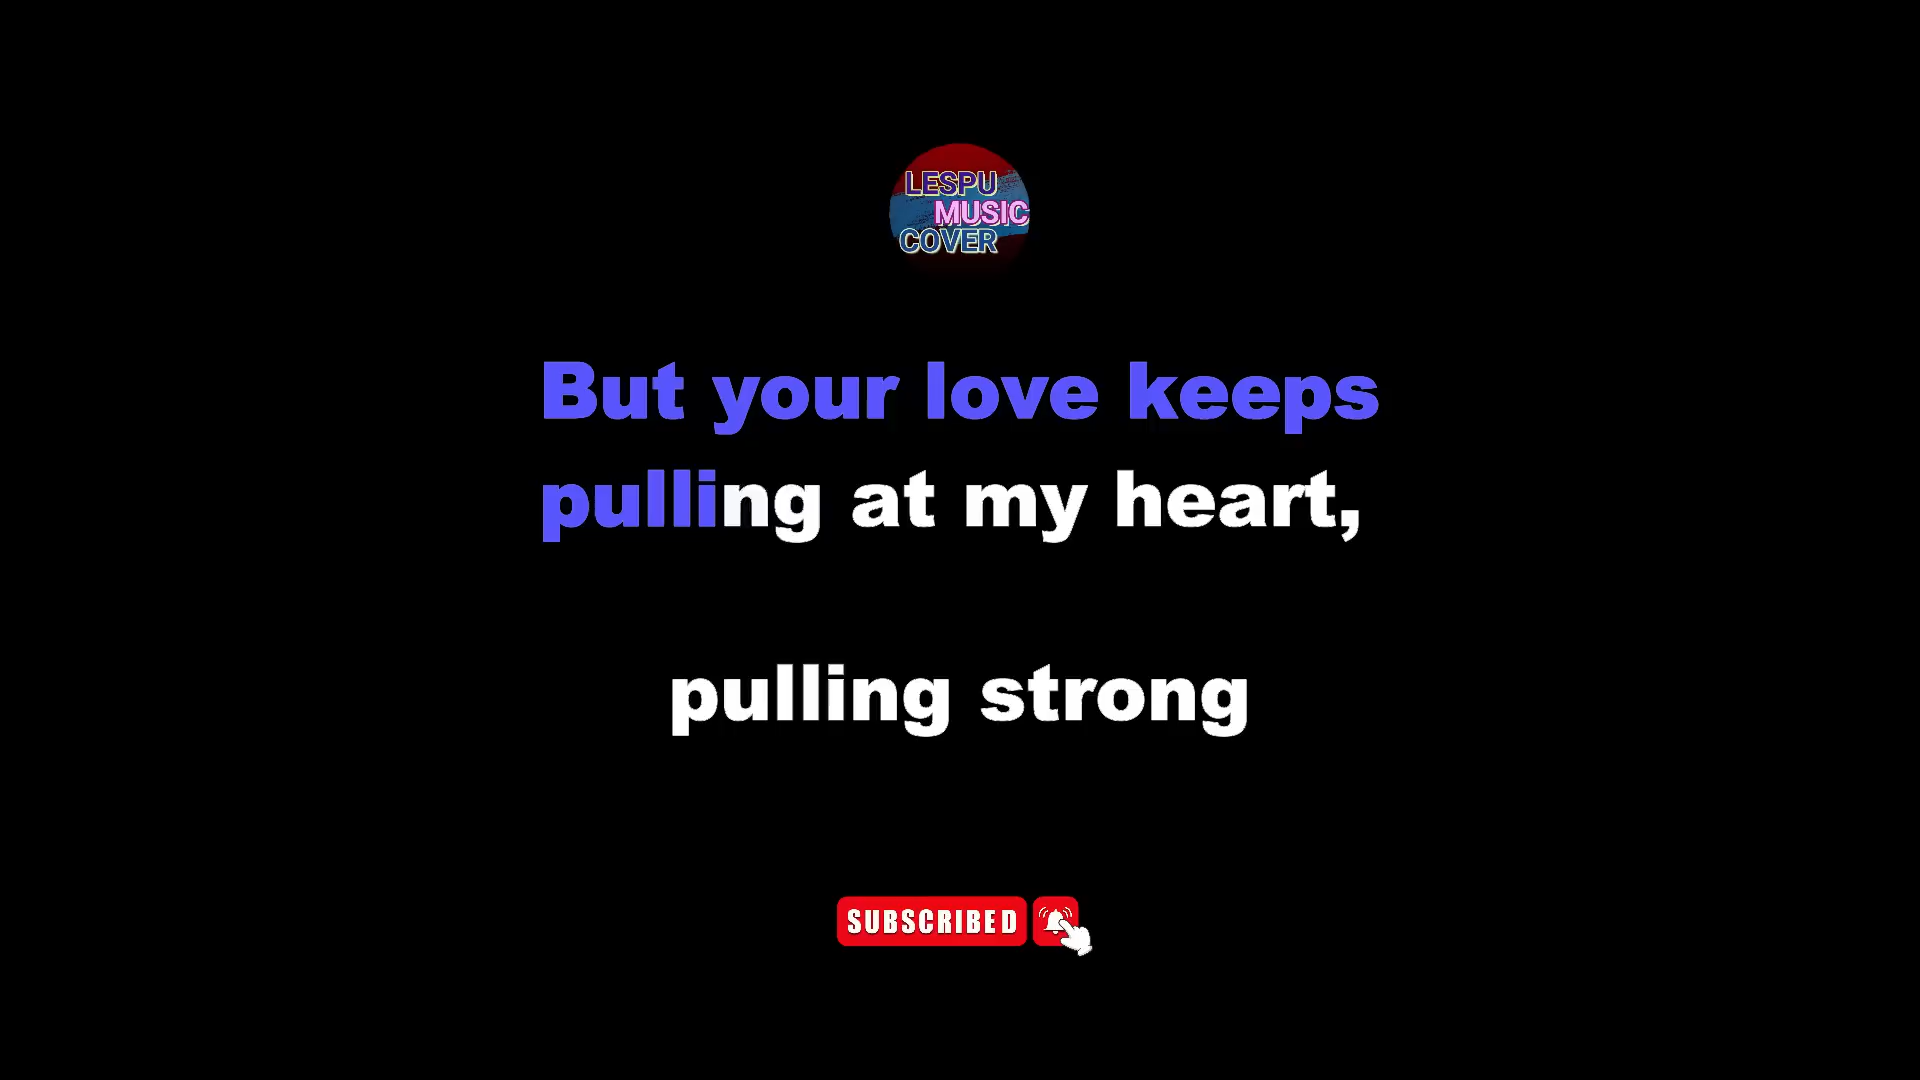 LESPU
MUSIC
COVER
But your love keeps
pulling at my heart,
pulling strong
SUBSCRIBED